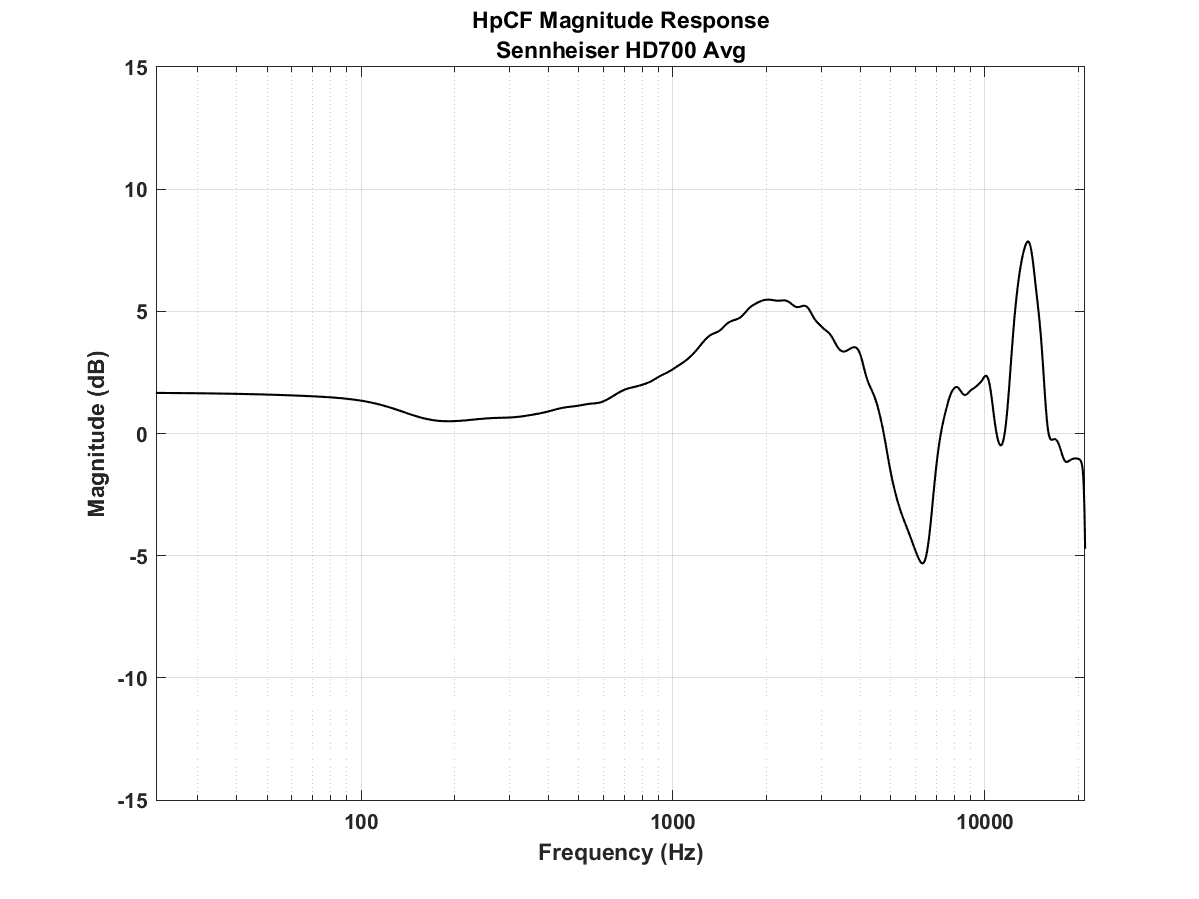 HpCF Magnitude Response
Sennheiser HD700 Avg
15
10
5
0
-5
-10
-15
Magnitude (dB)
100
1000
10000
Frequency (Hz)